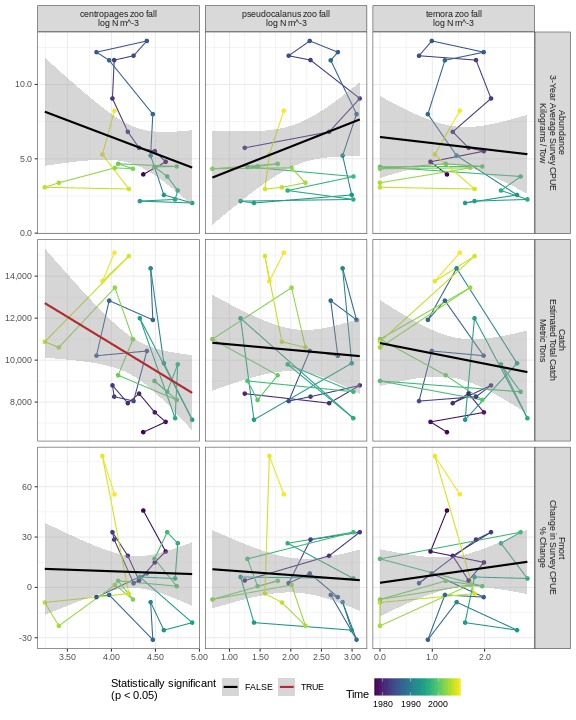 centropages zoo fall
log N m^-3
pseudocalanus zoo fall
log N m^-3
temora zoo fall
log N m^-3
10.0
5.0
0.0
Abundance
3-Year Average Survey CPUE
Kilograms / Tow
14,000
12,000
10,000
8,000
Catch
Estimated Total Catch
Metric Tons
60
30
0
-30
Fmort
Change in Survey CPUE
% Change
3.50
4.00
4.50
5.00
1.00
1.50
2.00
2.50
3.00
0.0
1.0
2.0
Statistically significant
(p < 0.05)
FALSE
TRUE
Time
1980
1990
2000